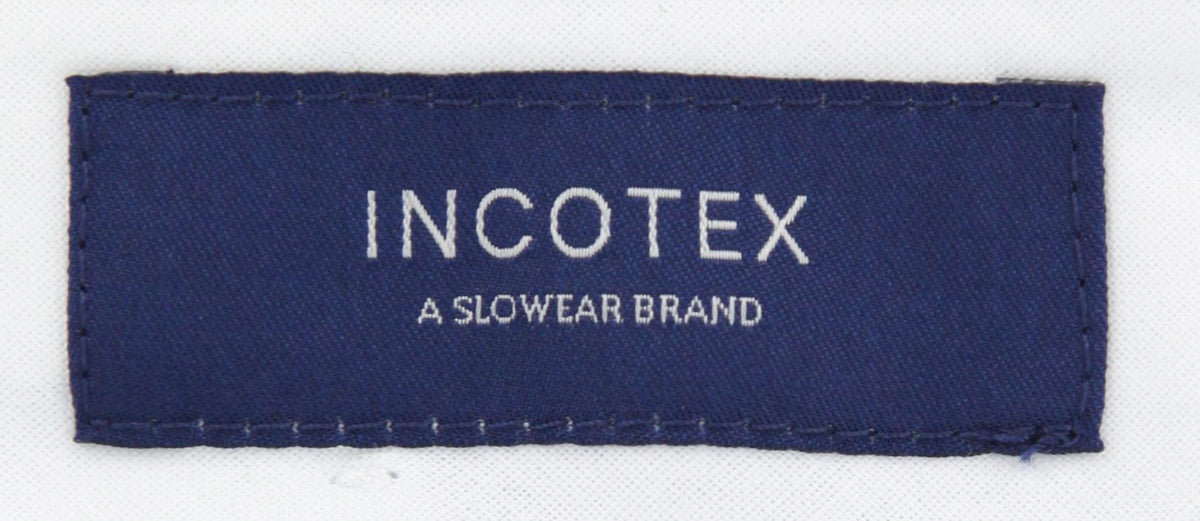 INCOTEX
A SLOWEAR BRAND